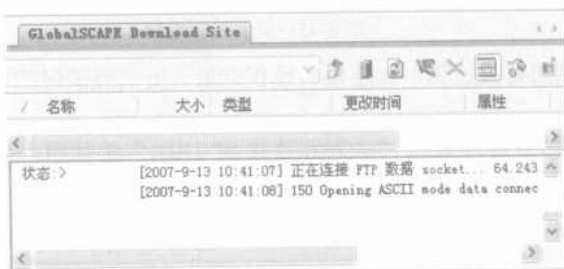 GlobalSCAPE Download Site
/ 名称 大小 类型 更改时间 属性
状态:> [2007-9-13 10:41:07] 正在连接 FTP 数据 socket... 64.243
[2007-9-13 10:41:08] 150 Opening ASCII mode data connec